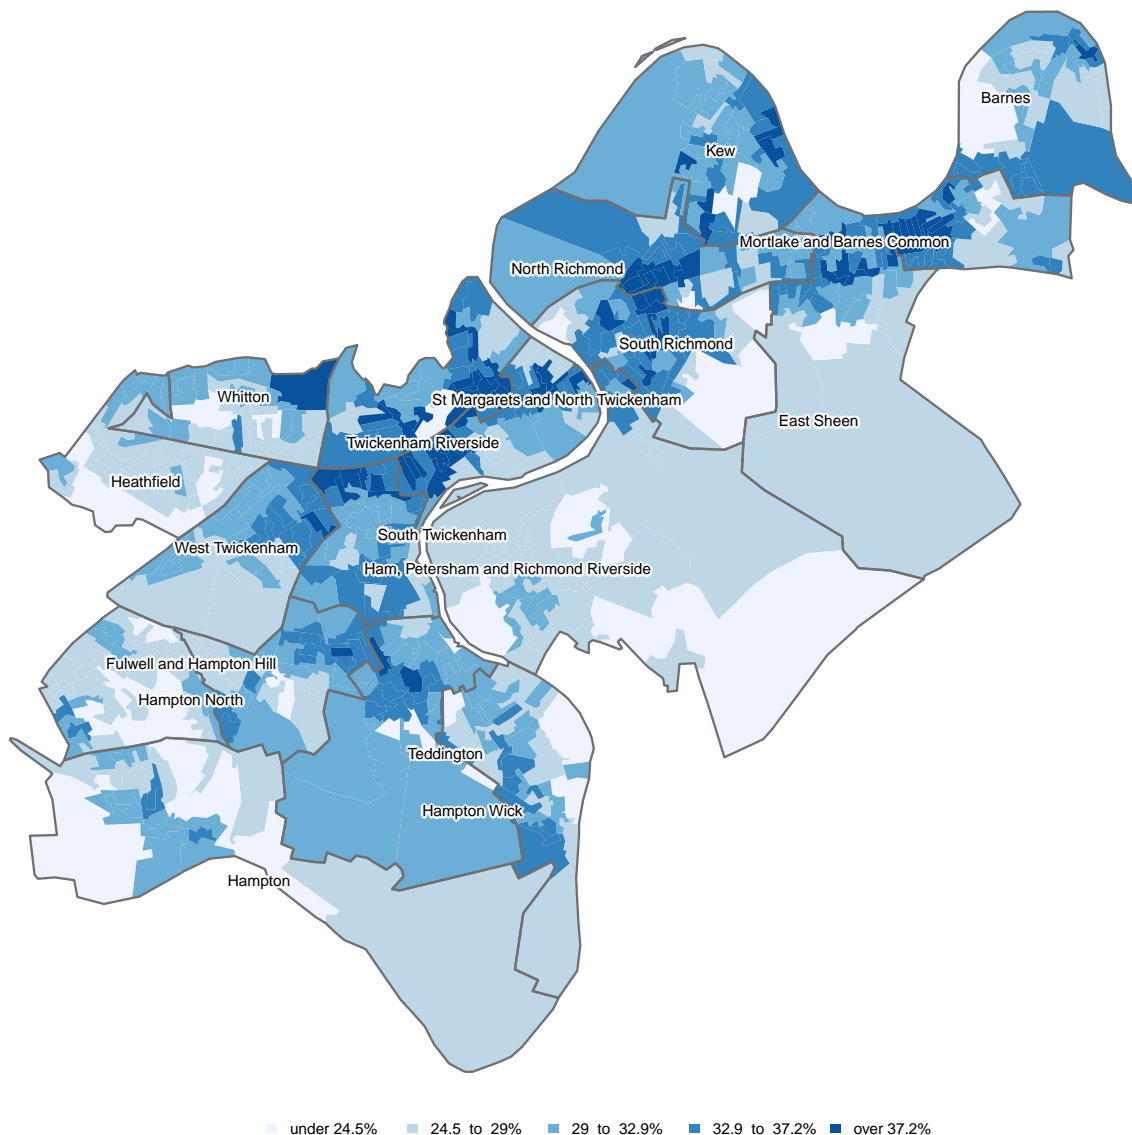 Barnes
Kew
Mortlake and Barnes Common
North Richmond
South Richmond
Whitton
St Margarets and North Twickenham
East Sheen
Twickenham Riverside
Heathfield
South Twickenham
West Twickenham
Ham, Petersham and Richmond Riverside
Fulwell and Hampton Hill
Hampton North
Teddington
Hampton Wick
Hampton
under 24.5% 24.5 to 29% 29 to 32.9% 32.9 to 37.2% over 37.2%